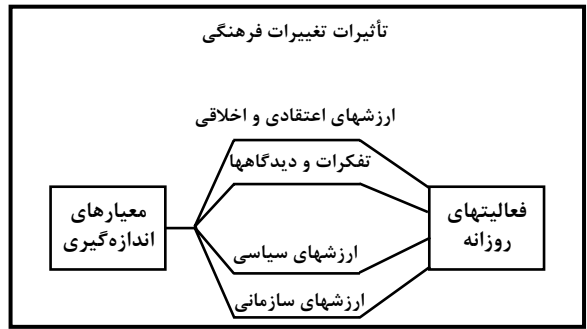 تأثیرات تغییرات فرهنگی
ارزشهای اعتقادی و اخلاقی
تفکرات و دیدگاهها
فعالیتهای
روزانه
معیارهای
اندازه‌گیری
ارزشهای سیاسی
ارزشهای سازمانی